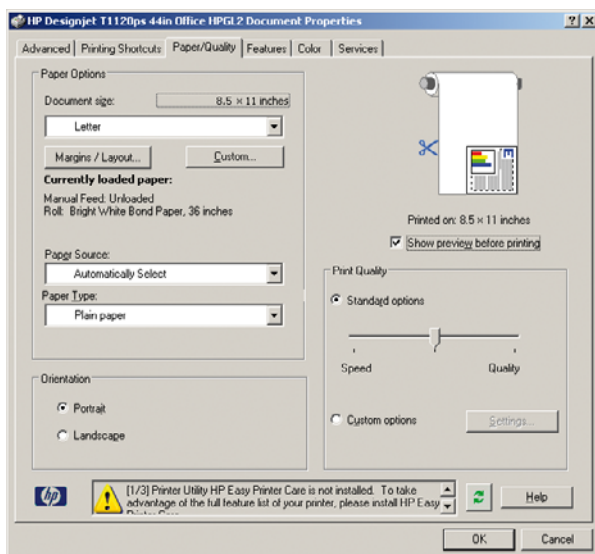 HP Designjet T1120ps 44in Office HPGL2 Document Properties
Advanced
Printing Shortcuts
Paper/Quality
Features
Color
Services
Paper Options
Document size:
8.5 × 11 inches
Letter
Margins / Layout...
Custom...
Currently loaded paper:
Manual Feed: Unloaded
Roll: Bright White Bond Paper, 36 inches
Paper Source:
Automatically Select
Paper Type:
Plain paper
Orientation
Portrait
Landscape
Printed on: 8.5 × 11 inches
Show preview before printing
Print Quality
Standard options
Speed
Quality
Custom options
Settings...
hp
[1/3] Printer Utility HP Easy Printer Care is not installed. To take
advantage of the full feature list of your printer, please install HP Easy
Help
OK
Cancel